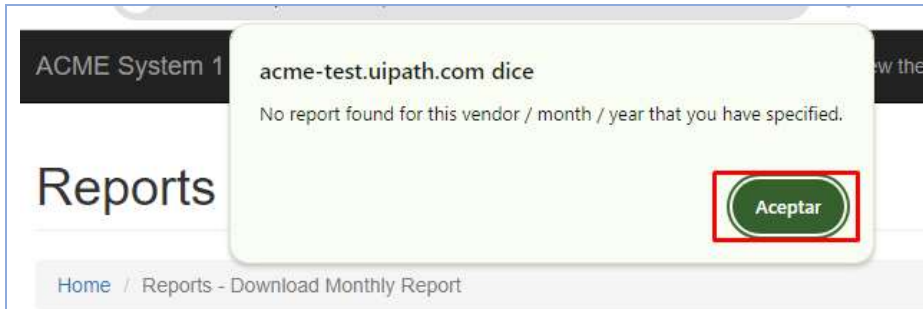 ACME System 1
acme-test.uipath.com dice
No report found for this vendor / month / year that you have specified.
Aceptar
Reports
Home / Reports - Download Monthly Report